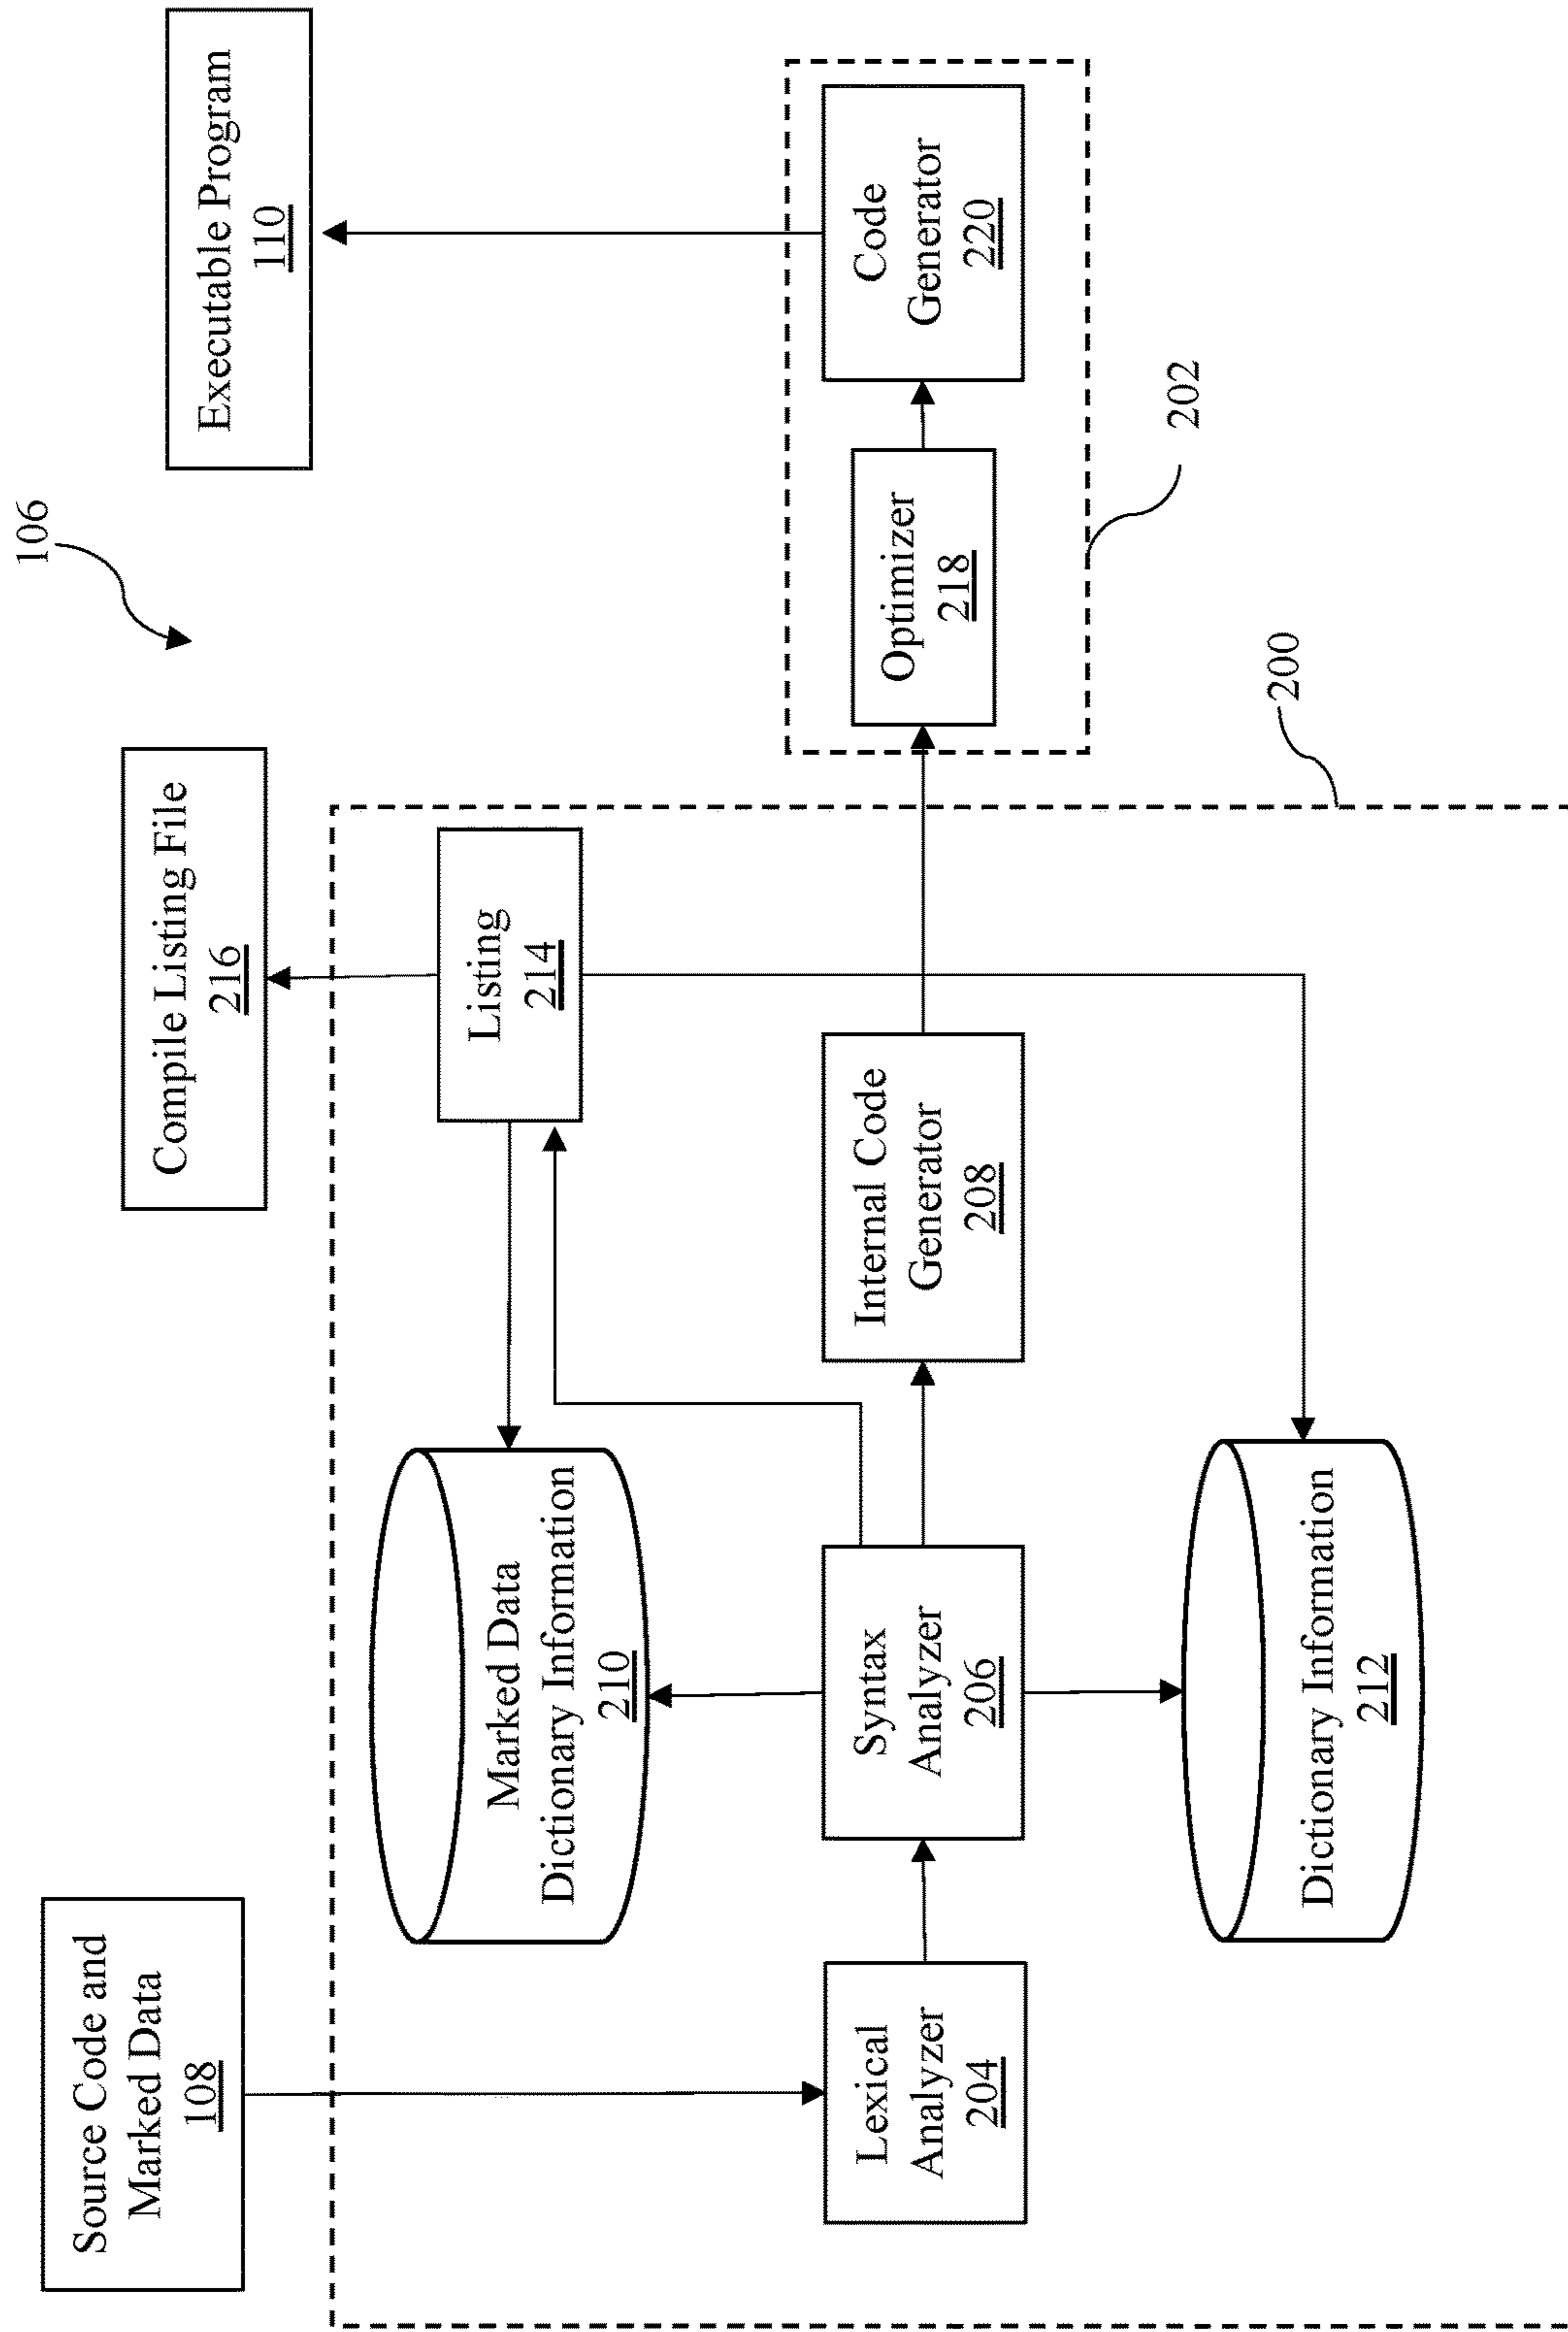 106
Source Code and
Marked Data
108
Compile Listing File
216
Executable Program
110
Marked Data
Dictionary Information
210
Listing
214
Lexical
Analyzer
204
Syntax
Analyzer
206
Internal Code
Generator
208
Optimizer
218
Code
Generator
220
Dictionary Information
212
200
202